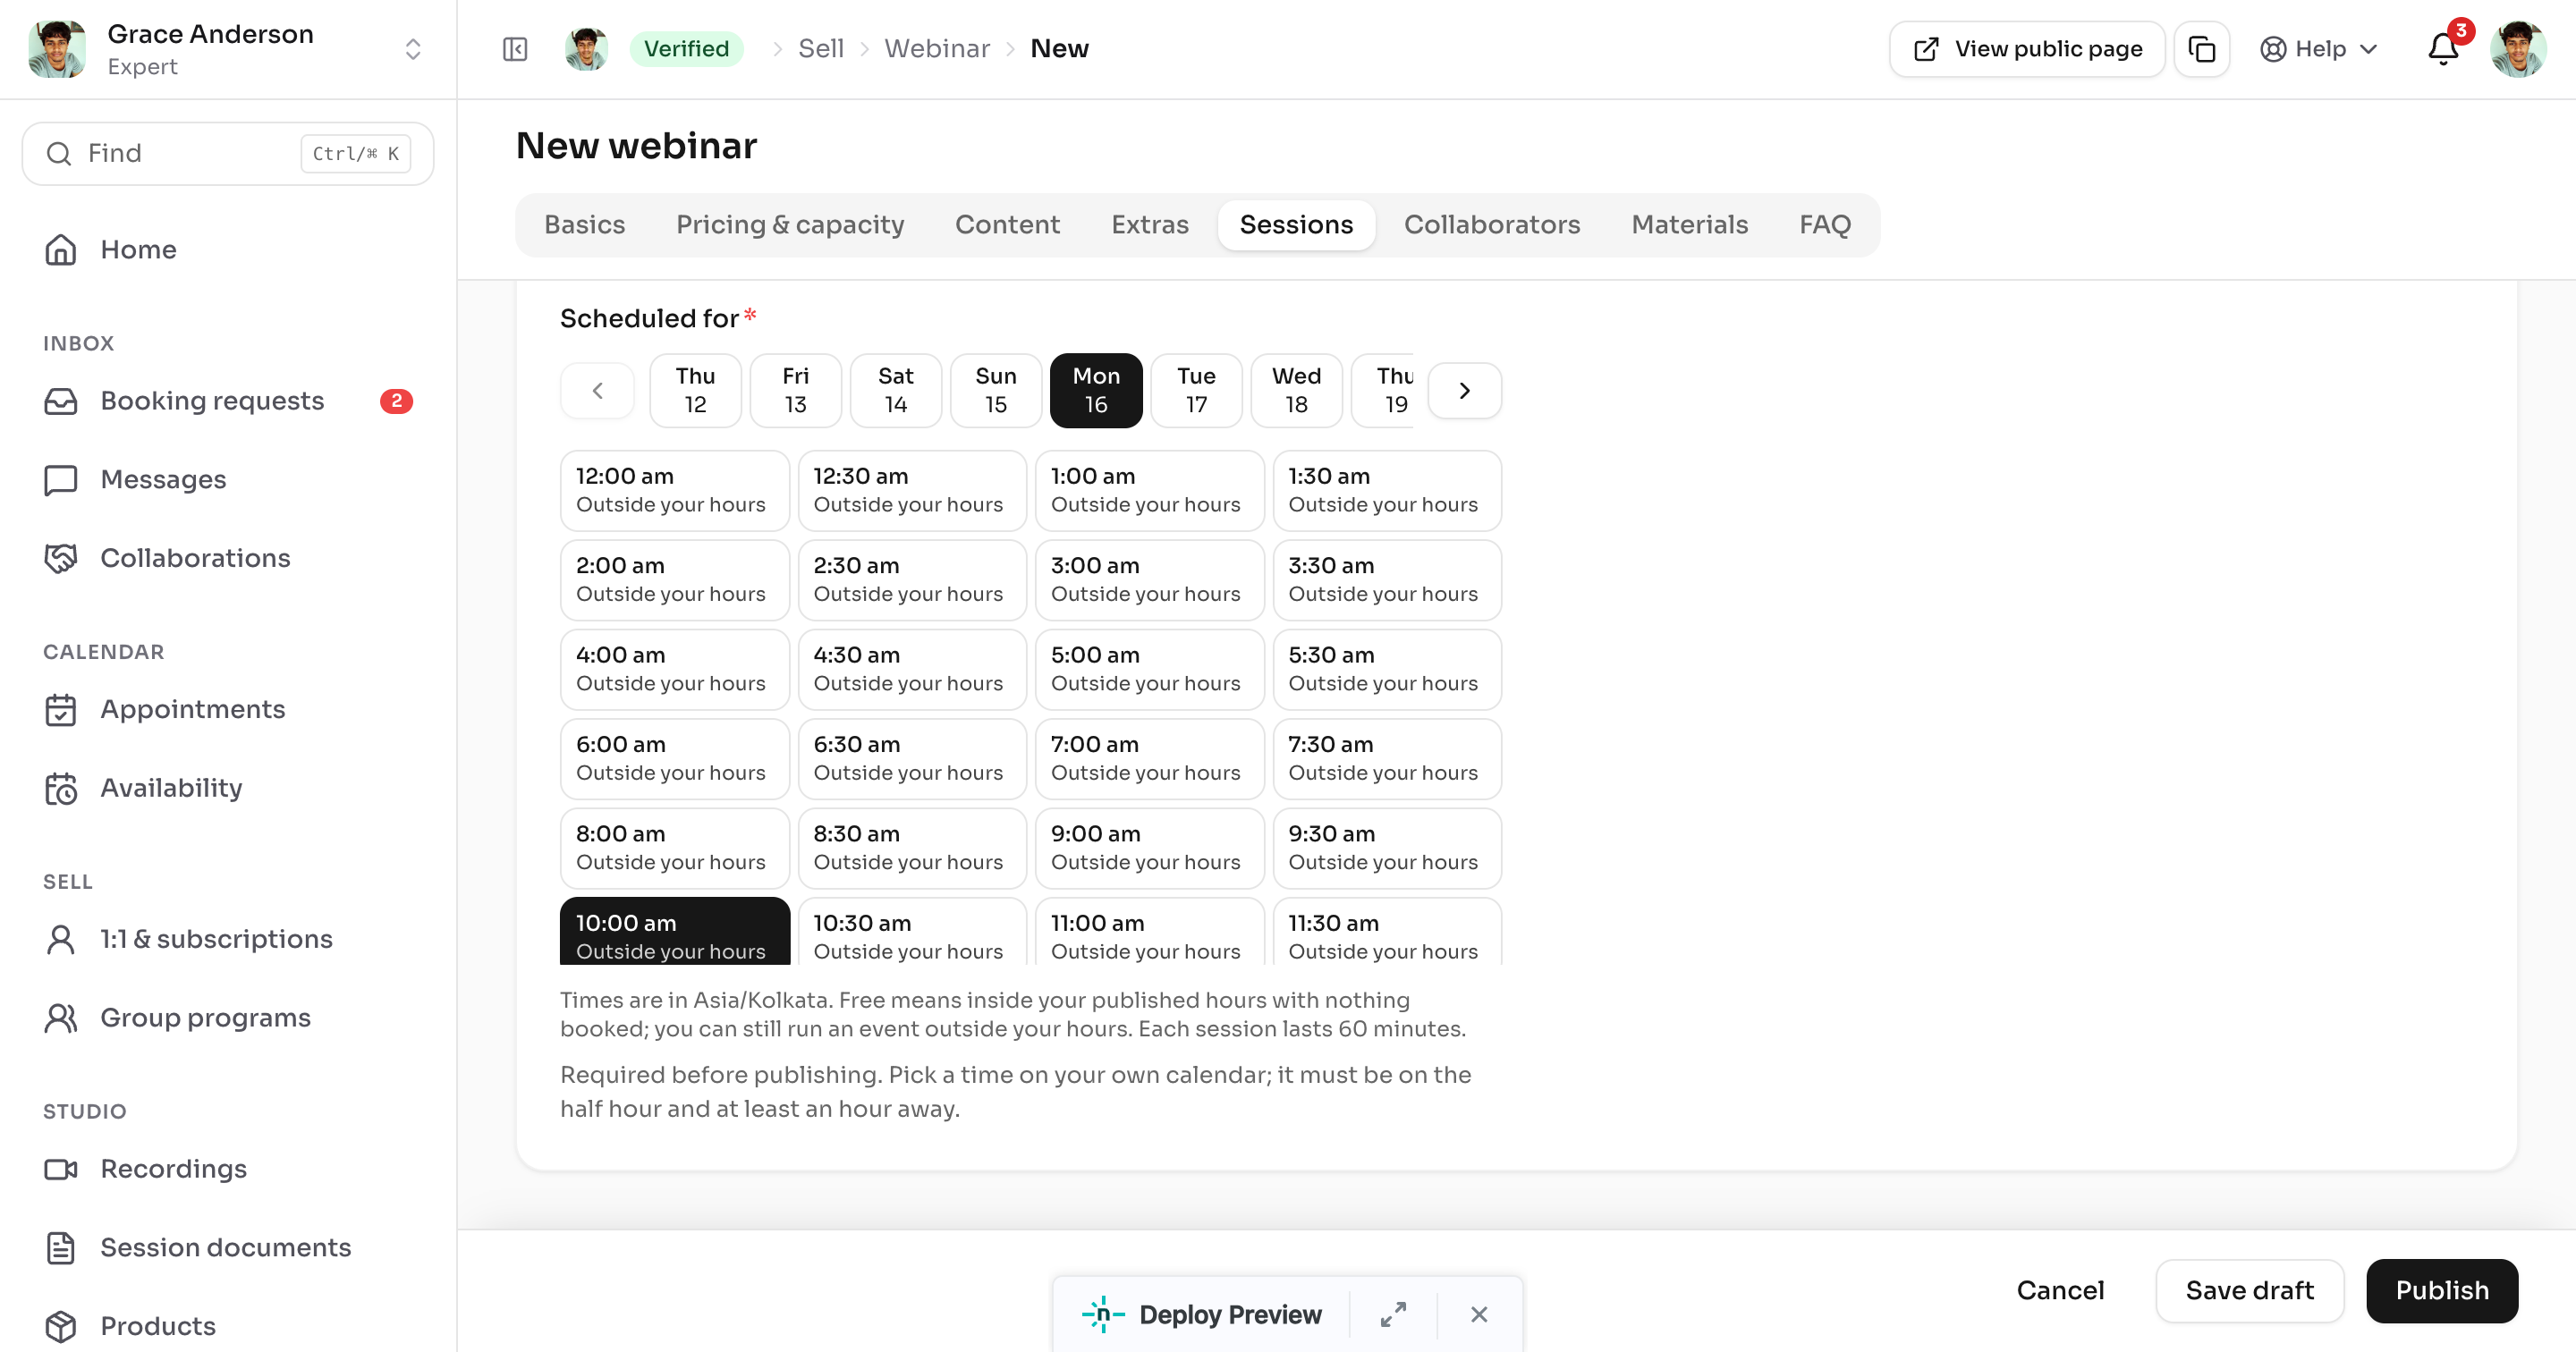 Grace Anderson
Expert
Find
Ctrl/⌘ K
Home
INBOX
Booking requests
2
Messages
Collaborations
CALENDAR
Appointments
Availability
SELL
1:1 & subscriptions
Group programs
STUDIO
Recordings
Session documents
Products
Verified
Sell
Webinar
New
View public page
Help
3
New webinar
Basics
Pricing & capacity
Content
Extras
Sessions
Collaborators
Materials
FAQ
Scheduled for*
Thu
12
Fri
13
Sat
14
Sun
15
Mon
16
Tue
17
Wed
18
Thu
19
12:00 am
Outside your hours
12:30 am
Outside your hours
1:00 am
Outside your hours
1:30 am
Outside your hours
2:00 am
Outside your hours
2:30 am
Outside your hours
3:00 am
Outside your hours
3:30 am
Outside your hours
4:00 am
Outside your hours
4:30 am
Outside your hours
5:00 am
Outside your hours
5:30 am
Outside your hours
6:00 am
Outside your hours
6:30 am
Outside your hours
7:00 am
Outside your hours
7:30 am
Outside your hours
8:00 am
Outside your hours
8:30 am
Outside your hours
9:00 am
Outside your hours
9:30 am
Outside your hours
10:00 am
Outside your hours
10:30 am
Outside your hours
11:00 am
Outside your hours
11:30 am
Outside your hours
Times are in Asia/Kolkata. Free means inside your published hours with nothing
booked; you can still run an event outside your hours. Each session lasts 60 minutes.
Required before publishing. Pick a time on your own calendar; it must be on the
half hour and at least an hour away.
Cancel
Save draft
Publish
n
Deploy Preview